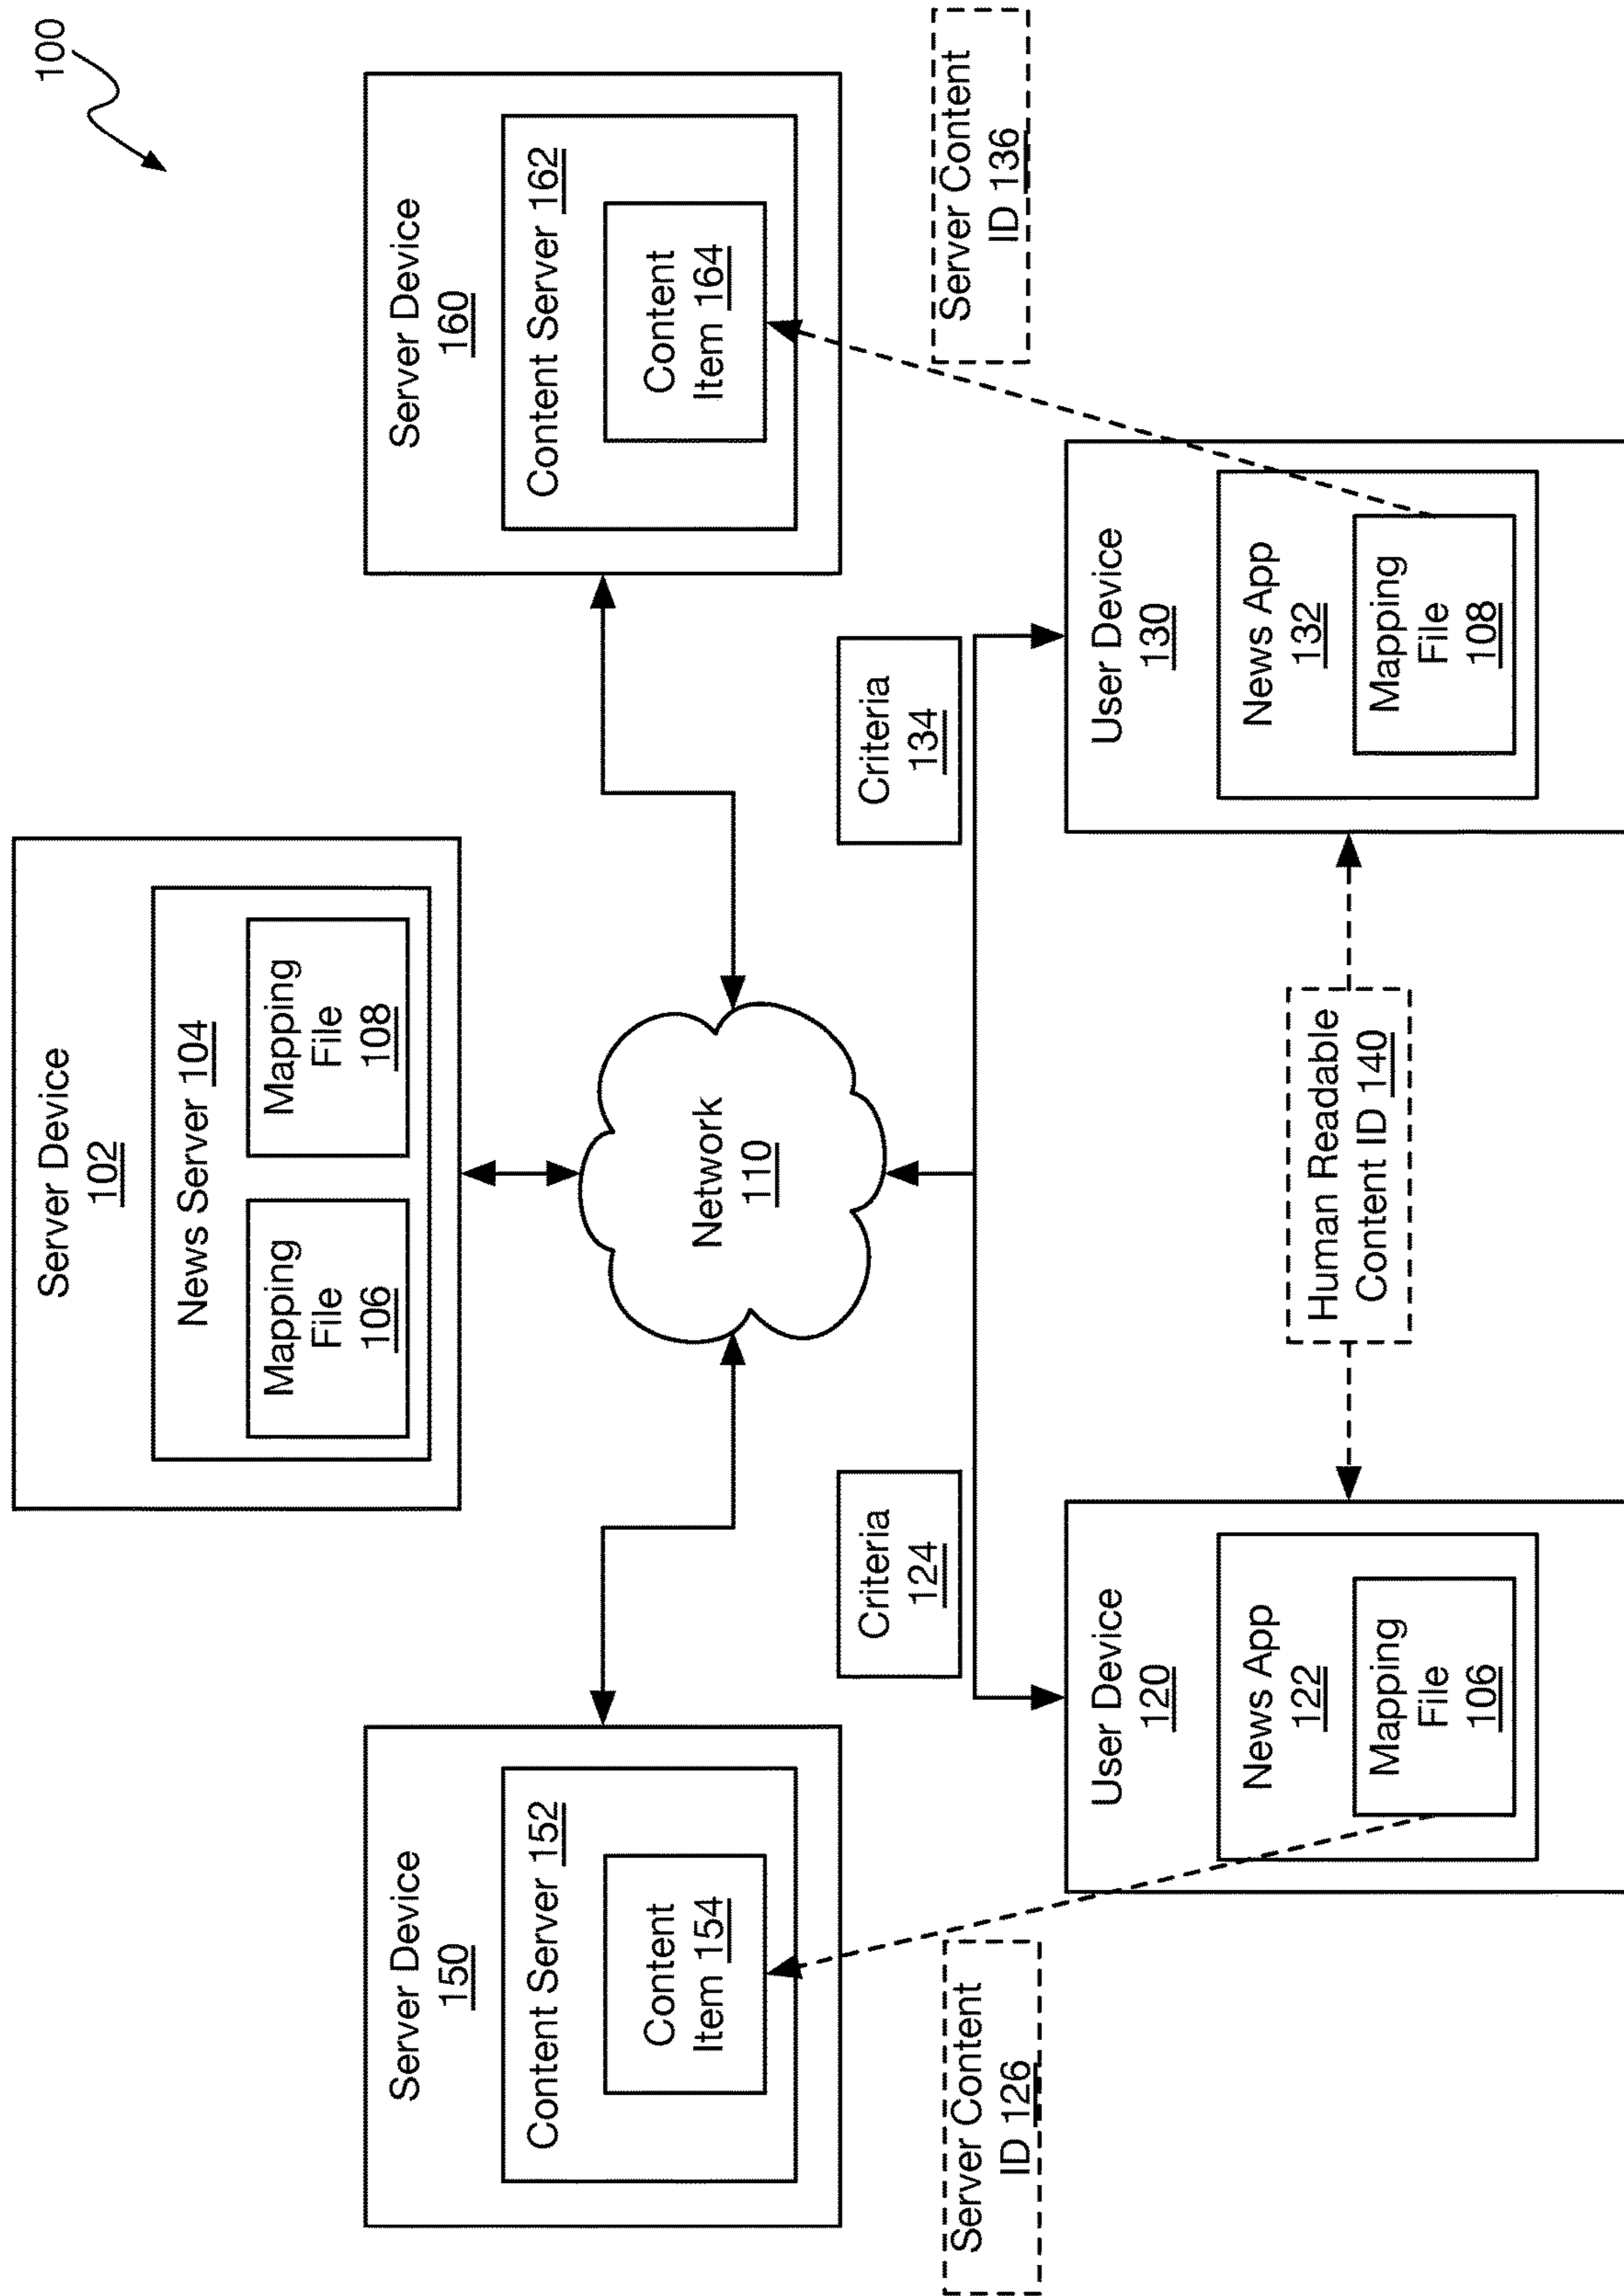 100
Server Device
102
News Server 104
Mapping
File
106
Mapping
File
108
Server Device
150
Content Server 152
Content
Item 154
Network
110
Server Device
160
Content Server 162
Content
Item 164
Server Content
ID 126
Criteria
124
Criteria
134
Server Content
ID 136
User Device
120
News App
122
Mapping
File
106
Human Readable
Content ID 140
User Device
130
News App
132
Mapping
File
108